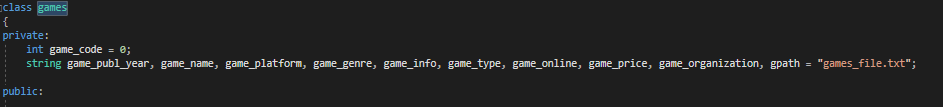 class games
{
private:
int game_code = 0;
string game_publ_year, game_name, game_platform, game_genre, game_info, game_type, game_online, game_price, game_organization, gpath = "games_file.txt";
public: